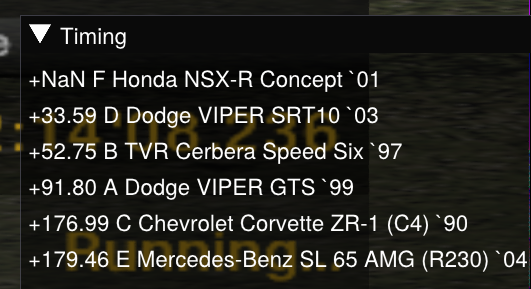 Timing
+NaN F Honda NSX-R Concept `01
+33.59 D Dodge VIPER SRT10 `03
+52.75 B TVR Cerbera Speed Six `97
+91.80 A Dodge VIPER GTS `99
+176.99 C Chevrolet Corvette ZR-1 (C4) `90
+179.46 E Mercedes-Benz SL 65 AMG (R230) `04
Running...